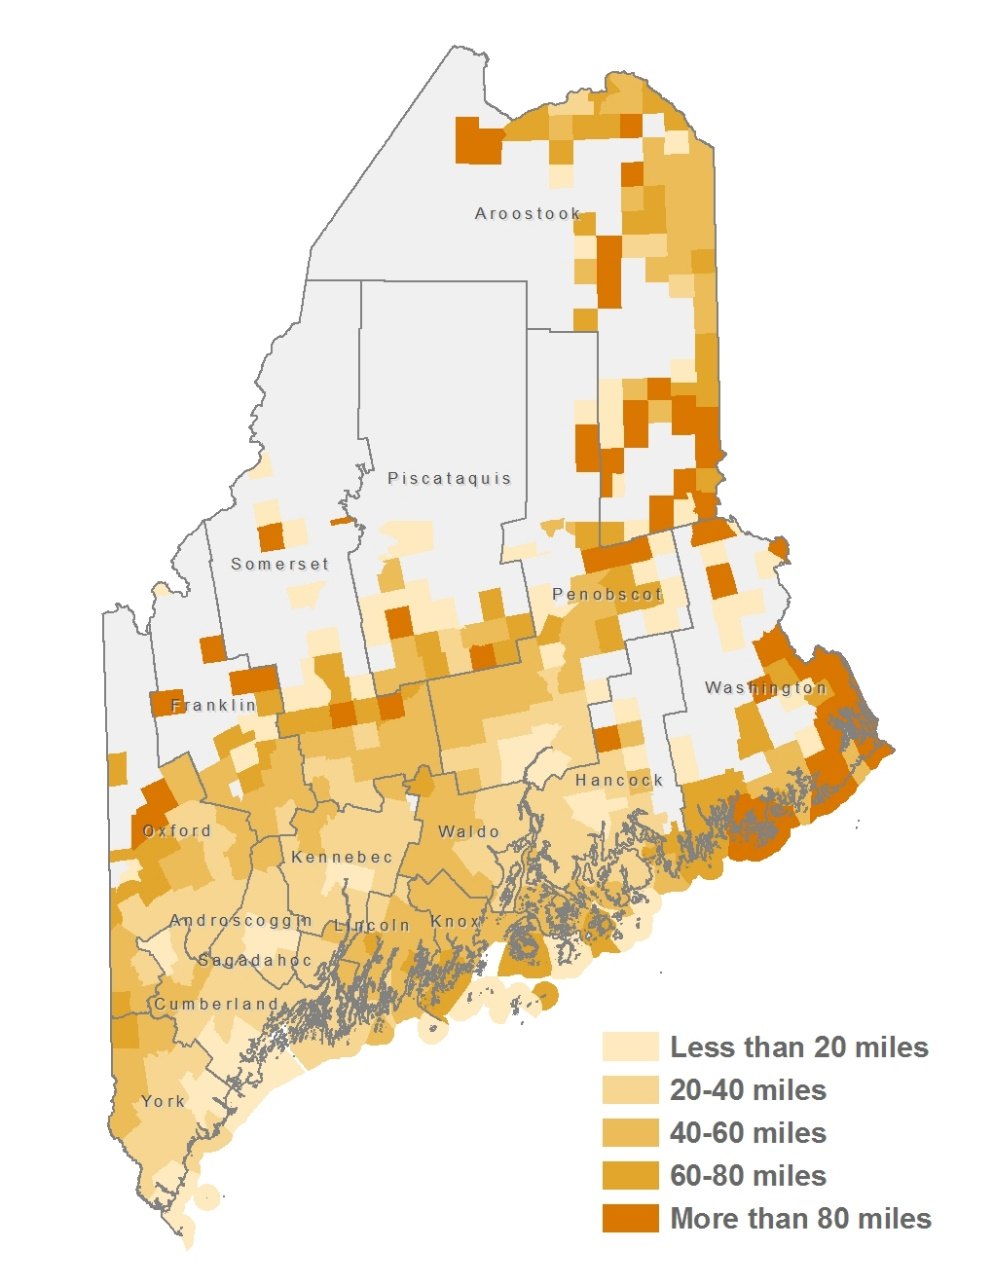 Aroostook
Piscataquis
Somerset
Penobscot
Washington
Franklin
Hancock
Oxford
Waldo
Kennebec
Androscoggin
Lincoln
Knox
Sagadahoc
Cumberland
York
Less than 20 miles
20-40 miles
40-60 miles
60-80 miles
More than 80 miles